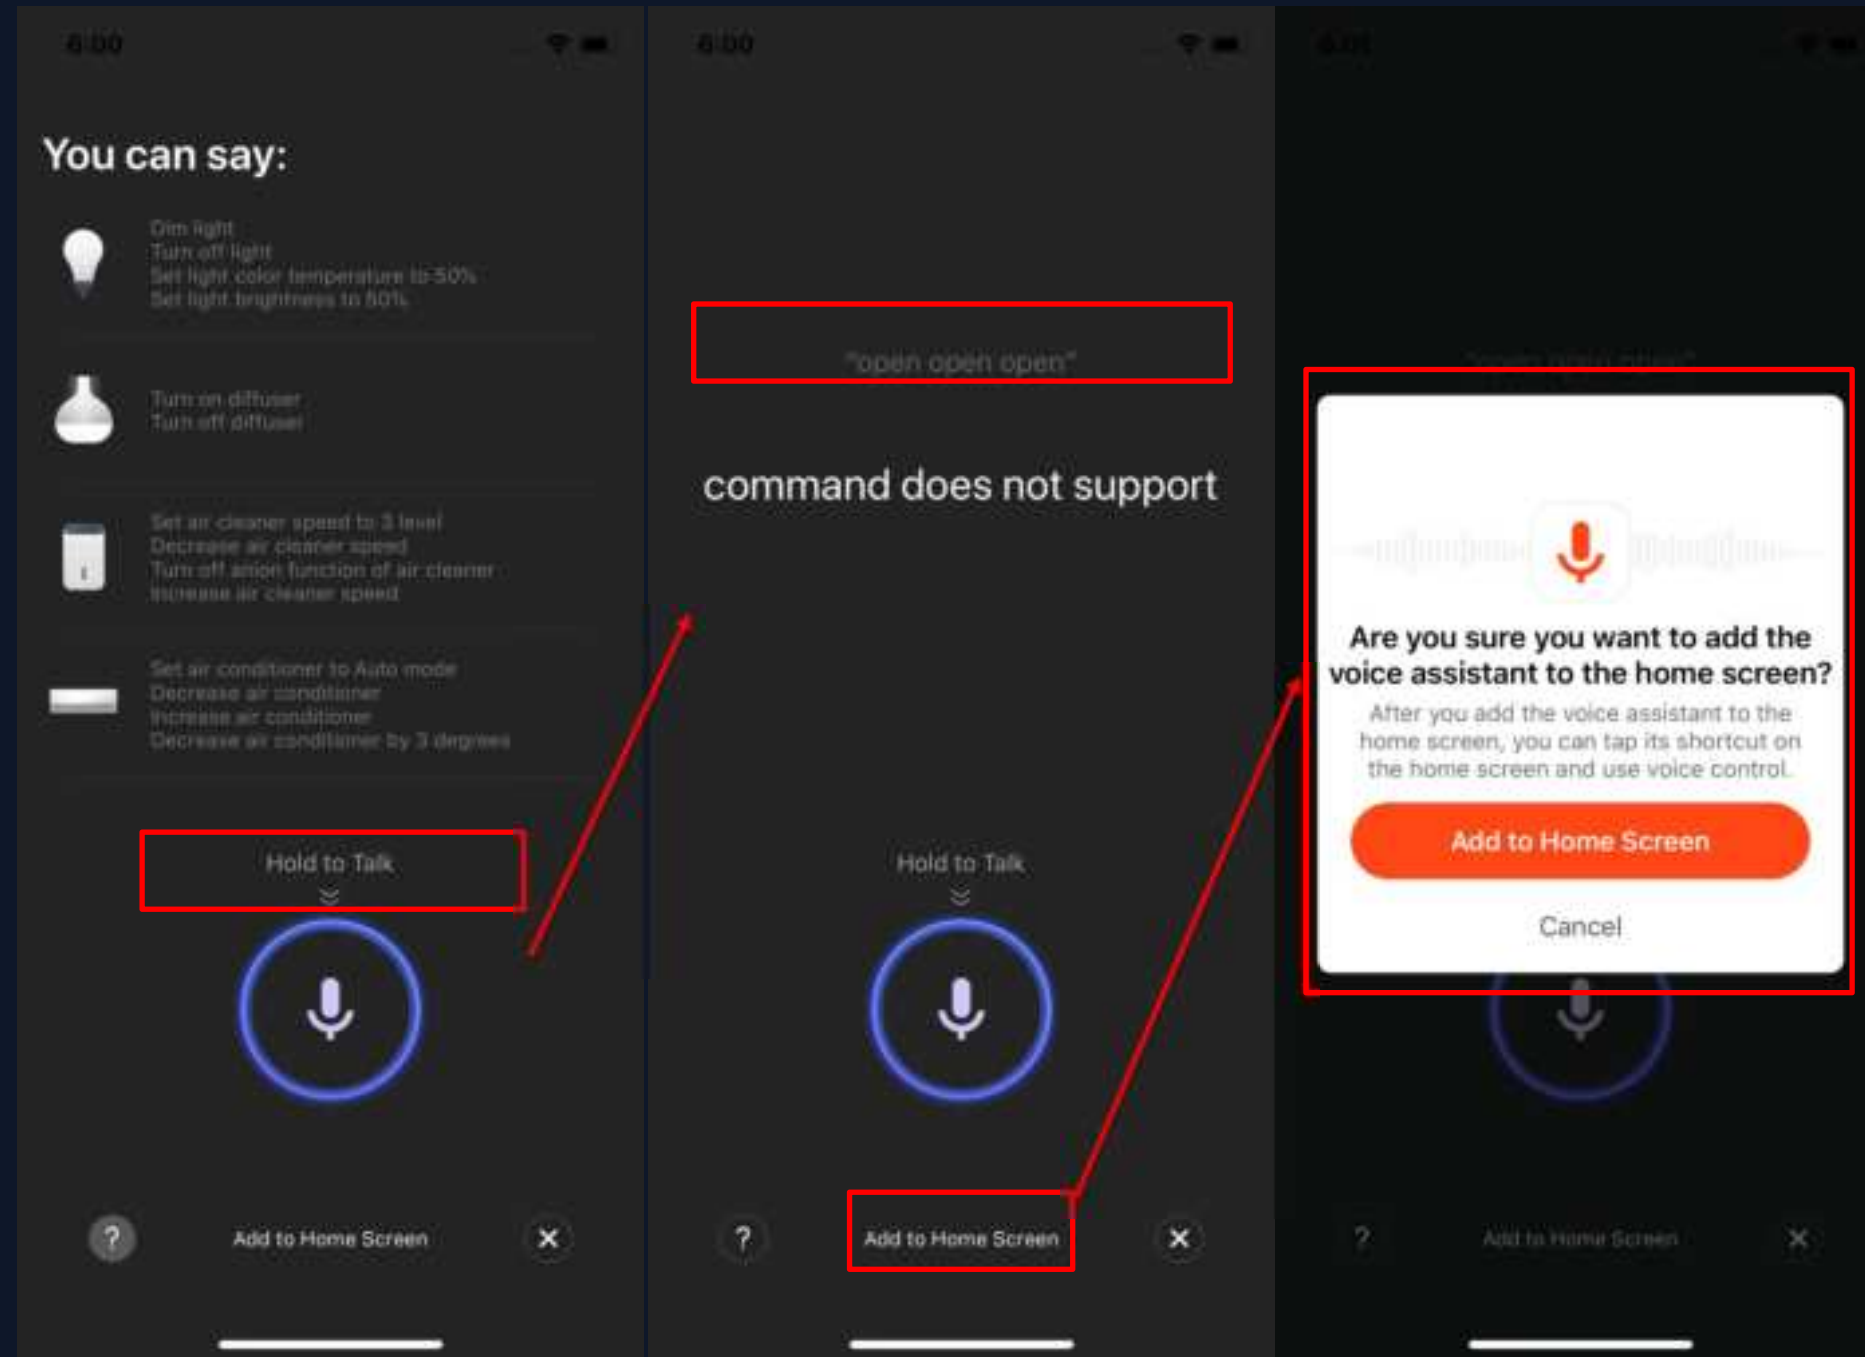 6:00
You can say:
Dim light
Turn off light
Set light color temperature to 50%
Set light brightness to 50%
Turn on diffuser
Turn off diffuser
Set air cleaner speed to 3 level
Decrease air cleaner speed
Turn off anion function of air cleaner
Increase air cleaner speed
Set air conditioner to Auto mode
Decrease air conditioner
Increase air conditioner
Decrease air conditioner by 3 degrees
Hold to Talk
?
Add to Home Screen
6:00
"open open open"
command does not support
Hold to Talk
?
Add to Home Screen
"open open open"
Are you sure you want to add the
voice assistant to the home screen?
After you add the voice assistant to the
home screen, you can tap its shortcut on
the home screen and use voice control.
Add to Home Screen
Cancel
?
Add to Home Screen